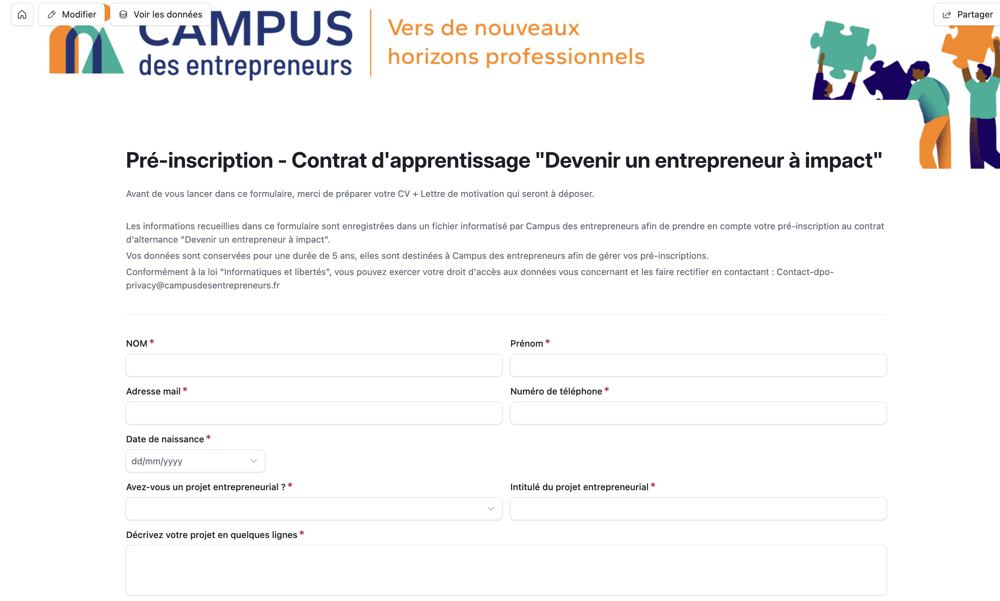 Modifier
Voir les données
Partager
CAMPUS
des entrepreneurs
Vers de nouveaux
horizons professionnels
Pré-inscription - Contrat d'apprentissage "Devenir un entrepreneur à impact"
Avant de vous lancer dans ce formulaire, merci de préparer votre CV + Lettre de motivation qui seront à déposer.
Les informations recueillies dans ce formulaire sont enregistrées dans un fichier informatisé par Campus des entrepreneurs afin de prendre en compte votre pré-inscription au contrat
d'alternance "Devenir un entrepreneur à impact".
Vos données sont conservées pour une durée de 5 ans, elles sont destinées à Campus des entrepreneurs afin de gérer vos pré-inscriptions.
Conformément à la loi "Informatiques et libertés", vous pouvez exercer votre droit d'accès aux données vous concernant et les faire rectifier en contactant : Contact-dpo-
privacy@campusdesentrepreneurs.fr
NOM *
Prénom *
Adresse mail *
Numéro de téléphone *
Date de naissance *
dd/mm/yyyy
Avez-vous un projet entrepreneurial ? *
Intitulé du projet entrepreneurial *
Décrivez votre projet en quelques lignes *